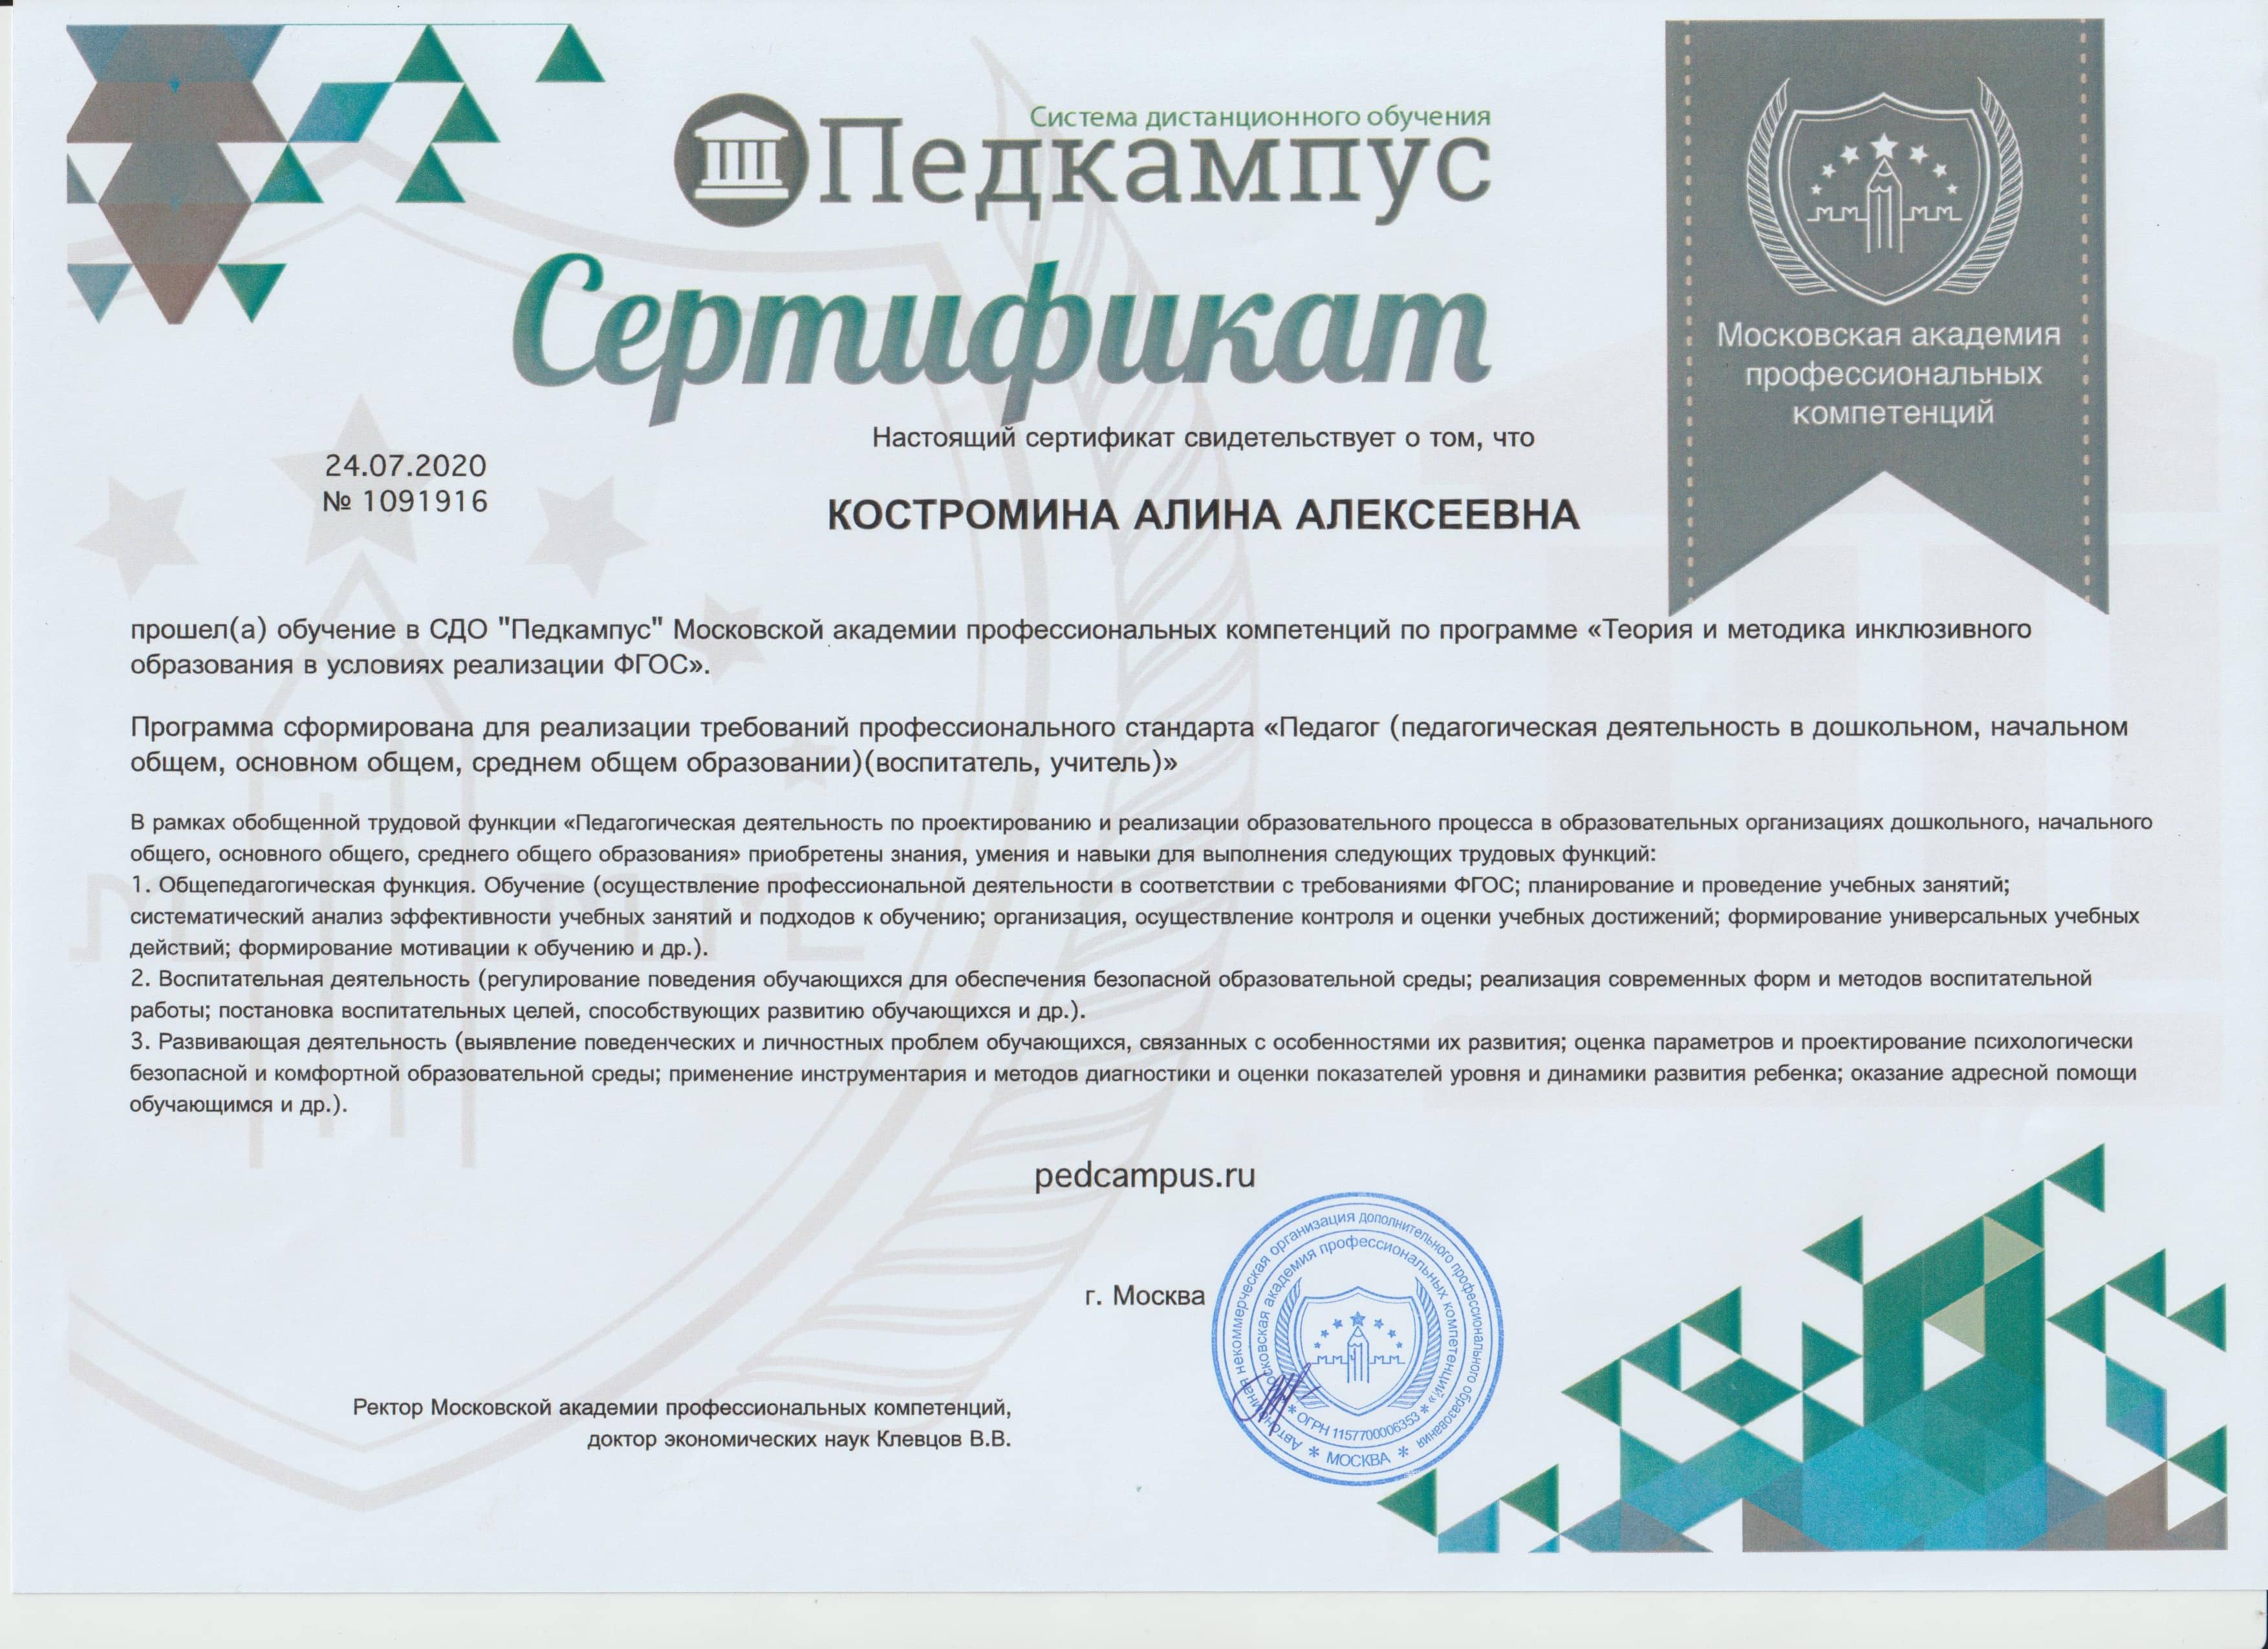 Система дистанционного обучения
Педкампус
Сертификат
Московская академия
профессиональных
компетенций
24.07.2020
№ 1091916
Настоящий сертификат свидетельствует о том, что
КОСТРОМИНА АЛИНА АЛЕКСЕЕВНА
прошел(а) обучение в СДО "Педкампус" Московской академии профессиональных компетенций по программе «Теория и методика инклюзивного
образования в условиях реализации ФГОС».
Программа сформирована для реализации требований профессионального стандарта «Педагог (педагогическая деятельность в дошкольном, начальном
общем, основном общем, среднем общем образовании)(воспитатель, учитель)»
В рамках обобщенной трудовой функции «Педагогическая деятельность по проектированию и реализации образовательного процесса в образовательных организациях дошкольного, начального
общего, основного общего, среднего общего образования» приобретены знания, умения и навыки для выполнения следующих трудовых функций:
1. Общепедагогическая функция. Обучение (осуществление профессиональной деятельности в соответствии с требованиями ФГОС; планирование и проведение учебных занятий;
систематический анализ эффективности учебных занятий и подходов к обучению; организация, осуществление контроля и оценки учебных достижений; формирование универсальных учебных
действий; формирование мотивации к обучению и др.).
2. Воспитательная деятельность (регулирование поведения обучающихся для обеспечения безопасной образовательной среды; реализация современных форм и методов воспитательной
работы; постановка воспитательных целей, способствующих развитию обучающихся и др.).
3. Развивающая деятельность (выявление поведенческих и личностных проблем обучающихся, связанных с особенностями их развития; оценка параметров и проектирование психологически
безопасной и комфортной образовательной среды; применение инструментария и методов диагностики и оценки показателей уровня и динамики развития ребенка; оказание адресной помощи
обучающимся и др.).
pedcampus.ru
г. Москва
Автономная некоммерческая организация дополнительного профессионального образования
Московская академия профессиональных компетенций»
* ОГРН 1157700006353 *
* МОСКВА *
Ректор Московской академии профессиональных компетенций,
доктор экономических наук Клевцов В.В.